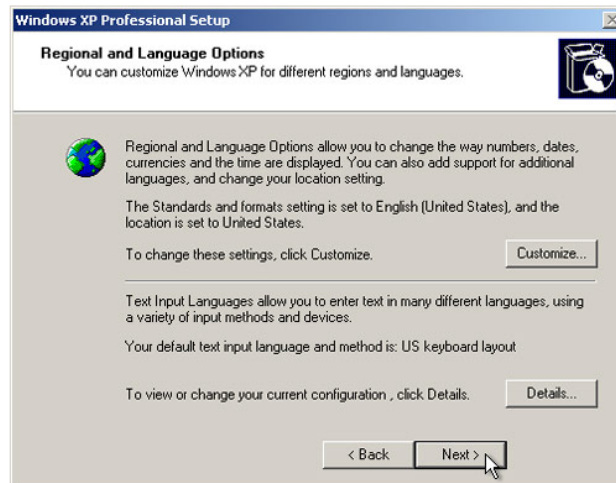 Windows XP Professional Setup
Regional and Language Options
You can customize Windows XP for different regions and languages.
Regional and Language Options allow you to change the way numbers, dates,
currencies and the time are displayed. You can also add support for additional
languages, and change your location setting.
The Standards and formats setting is set to English (United States), and the
location is set to United States.
To change these settings, click Customize.
Customize...
Text Input Languages allow you to enter text in many different languages, using
a variety of input methods and devices.
Your default text input language and method is: US keyboard layout
To view or change your current configuration , click Details.
Details...
< Back
Next >